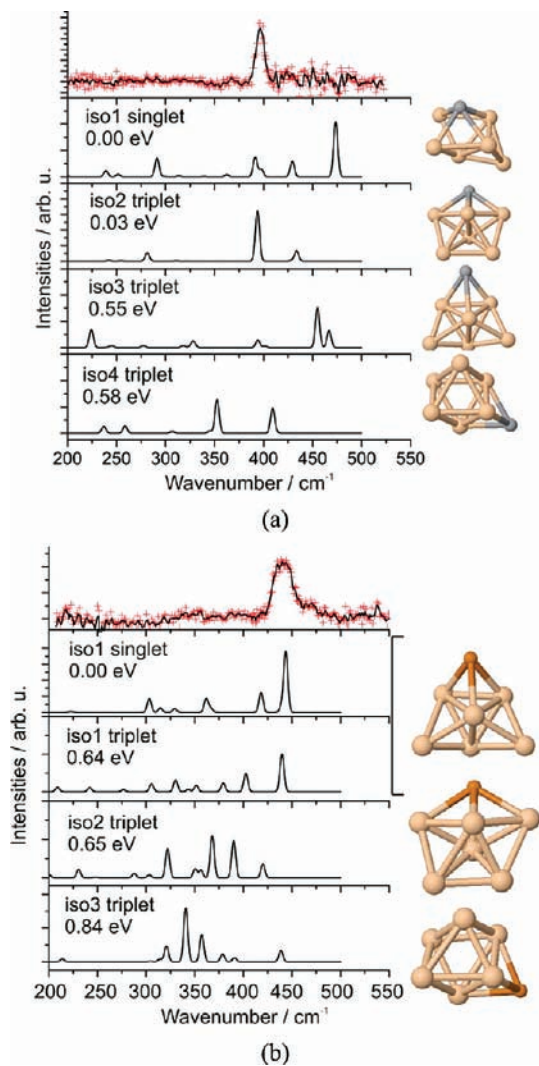 Intensities / arb. u.
iso1 singlet
0.00 eV
iso2 triplet
0.03 eV
iso3 triplet
0.55 eV
iso4 triplet
0.58 eV
200 250 300 350 400 450 500 550
Wavenumber / cm⁻¹
(a)
Intensities / arb. u.
iso1 singlet
0.00 eV
iso1 triplet
0.64 eV
iso2 triplet
0.65 eV
iso3 triplet
0.84 eV
200 250 300 350 400 450 500 550
Wavenumber / cm⁻¹
(b)